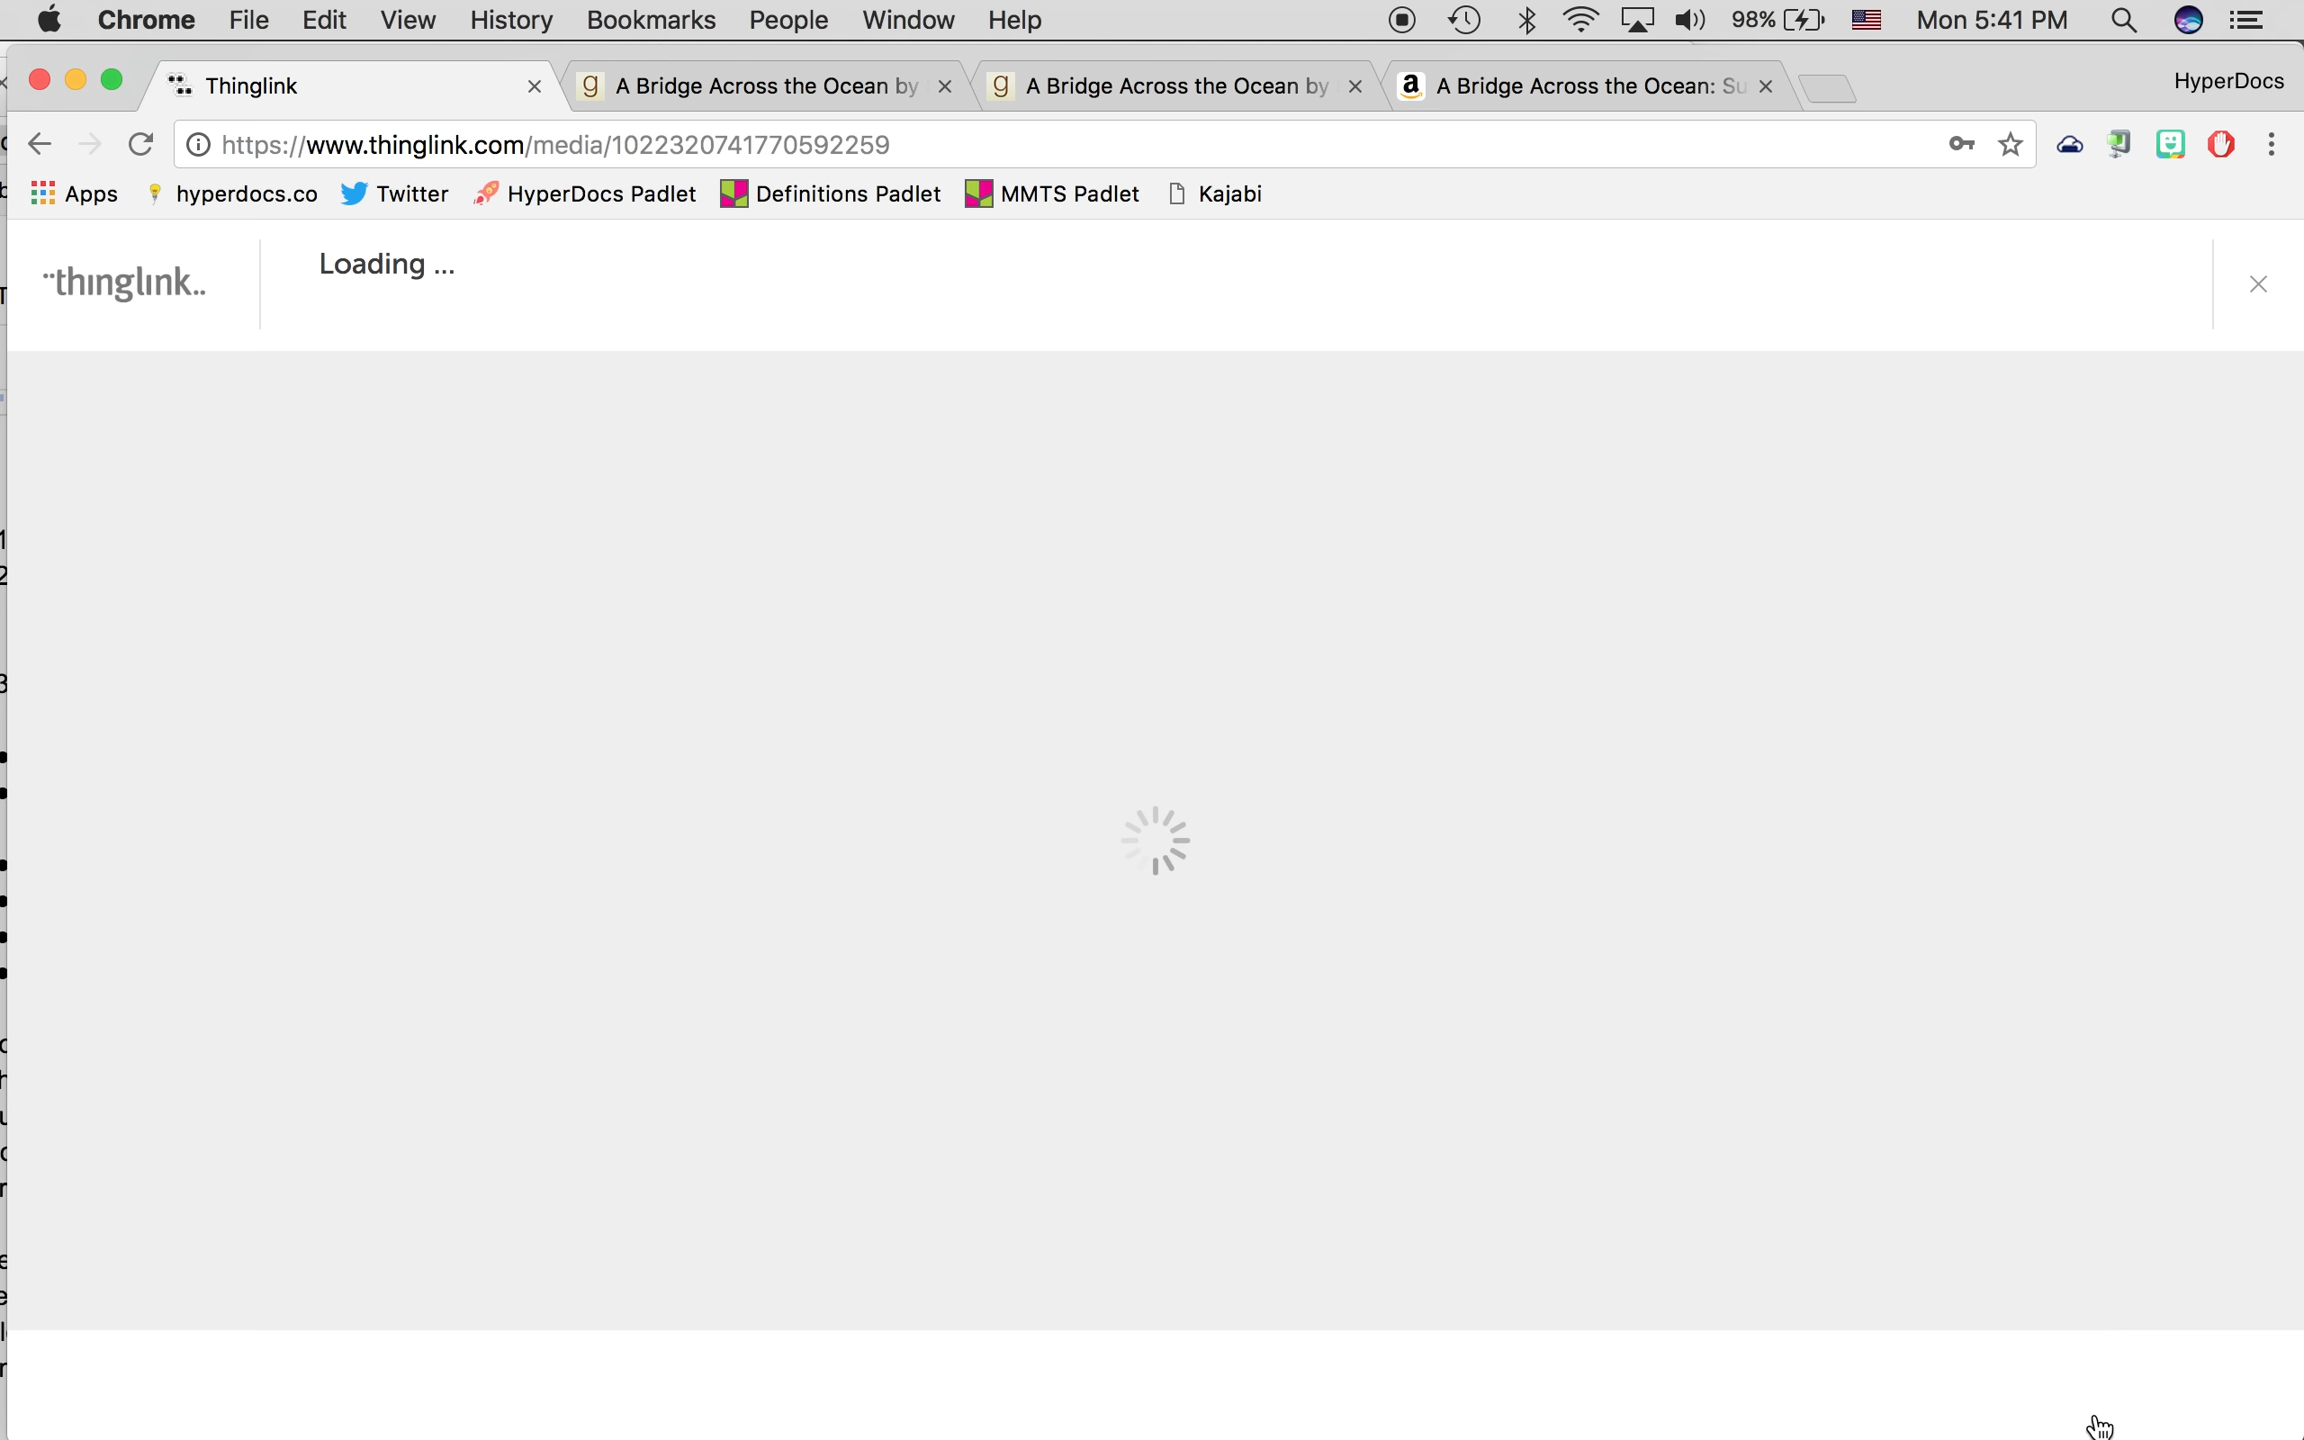 Chrome File Edit View History Bookmarks People Window Help 98% Mon 5:41 PM
Thinglink A Bridge Across the Ocean by A Bridge Across the Ocean by A Bridge Across the Ocean: Su HyperDocs
https://www.thinglink.com/media/1022320741770592259
Apps hyperdocs.co Twitter HyperDocs Padlet Definitions Padlet MMTS Padlet Kajabi
¨thınglınk..
Loading ...